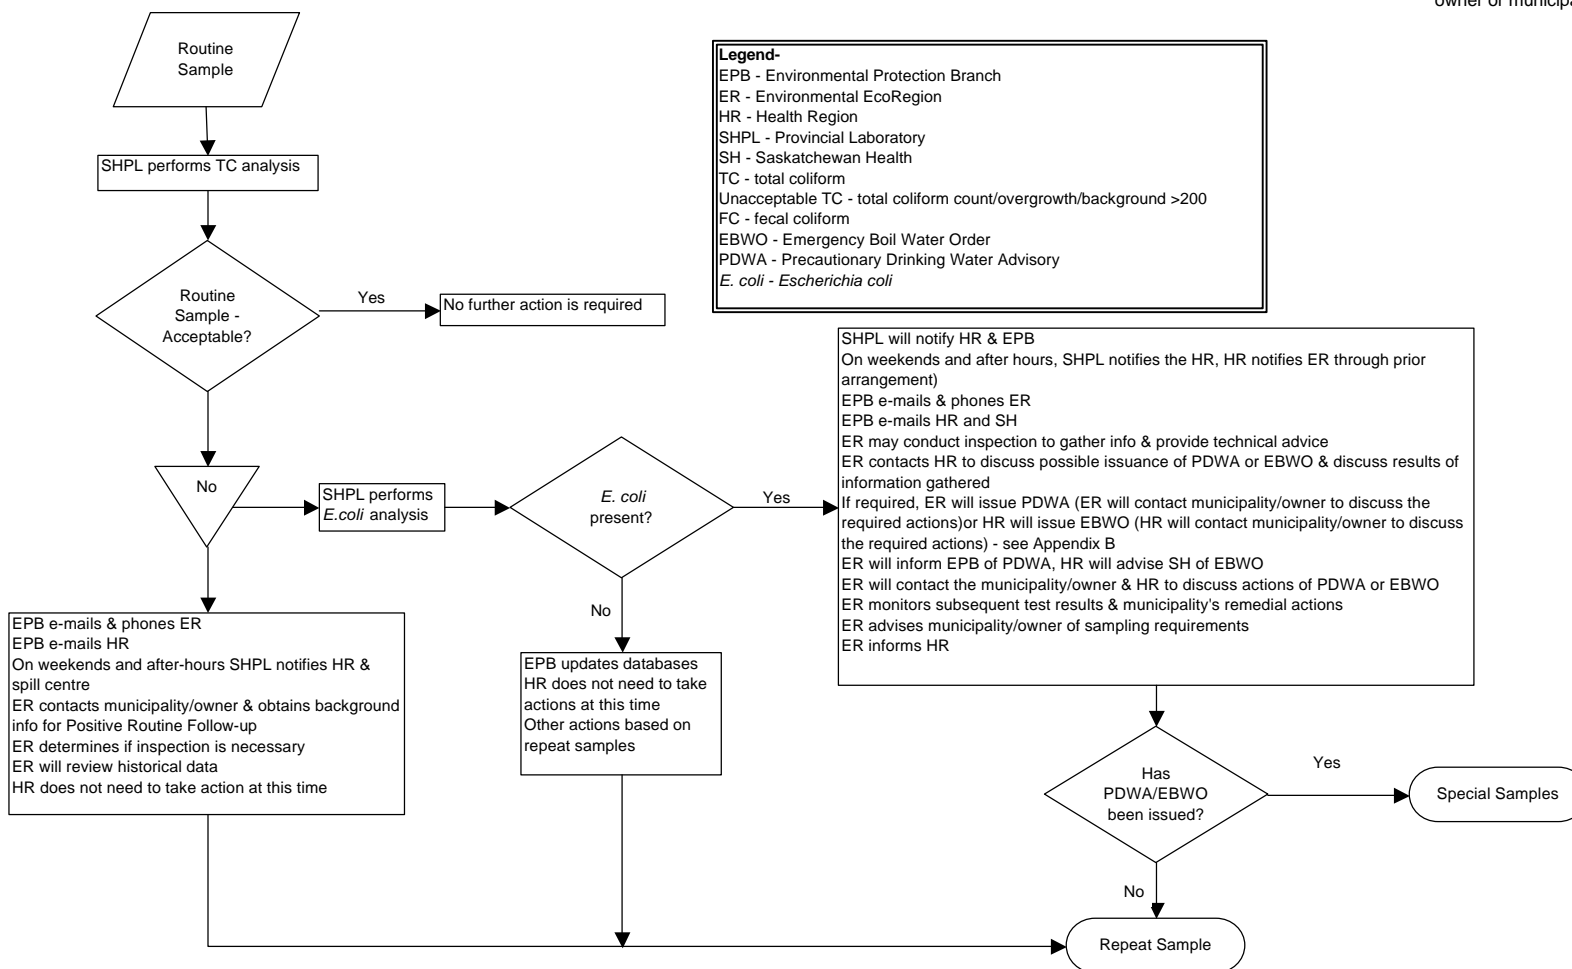 owner or municipa
Routine
Sample
Legend-
EPB - Environmental Protection Branch
ER - Environmental EcoRegion
HR - Health Region
SHPL - Provincial Laboratory
SH - Saskatchewan Health
TC - total coliform
Unacceptable TC - total coliform count/overgrowth/background >200
FC - fecal coliform
EBWO - Emergency Boil Water Order
PDWA - Precautionary Drinking Water Advisory
E. coli - Escherichia coli
SHPL performs TC analysis
Routine
Sample -
Acceptable?
Yes
No further action is required
No
SHPL performs
E.coli analysis
E. coli
present?
Yes
SHPL will notify HR & EPB
On weekends and after hours, SHPL notifies the HR, HR notifies ER through prior
arrangement)
EPB e-mails & phones ER
EPB e-mails HR and SH
ER may conduct inspection to gather info & provide technical advice
ER contacts HR to discuss possible issuance of PDWA or EBWO & discuss results of
information gathered
If required, ER will issue PDWA (ER will contact municipality/owner to discuss the
required actions)or HR will issue EBWO (HR will contact municipality/owner to discuss
the required actions) - see Appendix B
ER will inform EPB of PDWA, HR will advise SH of EBWO
ER will contact the municipality/owner & HR to discuss actions of PDWA or EBWO
ER monitors subsequent test results & municipality's remedial actions
ER advises municipality/owner of sampling requirements
ER informs HR
No
EPB e-mails & phones ER
EPB e-mails HR
On weekends and after-hours SHPL notifies HR &
spill centre
ER contacts municipality/owner & obtains background
info for Positive Routine Follow-up
ER determines if inspection is necessary
ER will review historical data
HR does not need to take action at this time
EPB updates databases
HR does not need to take
actions at this time
Other actions based on
repeat samples
Has
PDWA/EBWO
been issued?
Yes
Special Samples
No
Repeat Sample